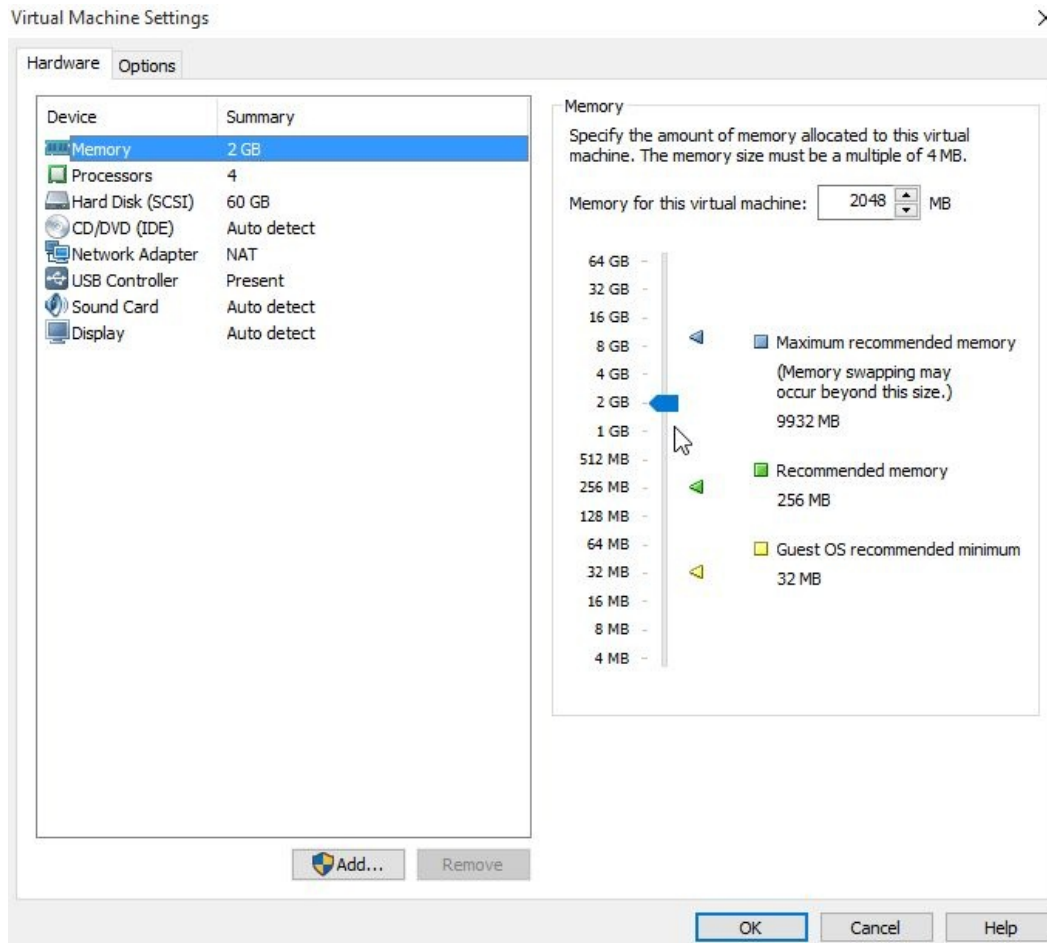 Virtual Machine Settings
Hardware Options
Device Summary
Memory 2 GB
Processors 4
Hard Disk (SCSI) 60 GB
CD/DVD (IDE) Auto detect
Network Adapter NAT
USB Controller Present
Sound Card Auto detect
Display Auto detect
Add... Remove
Memory
Specify the amount of memory allocated to this virtual
machine. The memory size must be a multiple of 4 MB.
Memory for this virtual machine: 2048 MB
64 GB
32 GB
16 GB
8 GB
4 GB
2 GB
1 GB
512 MB
256 MB
128 MB
64 MB
32 MB
16 MB
8 MB
4 MB
Maximum recommended memory
(Memory swapping may
occur beyond this size.)
9932 MB
Recommended memory
256 MB
Guest OS recommended minimum
32 MB
OK Cancel Help